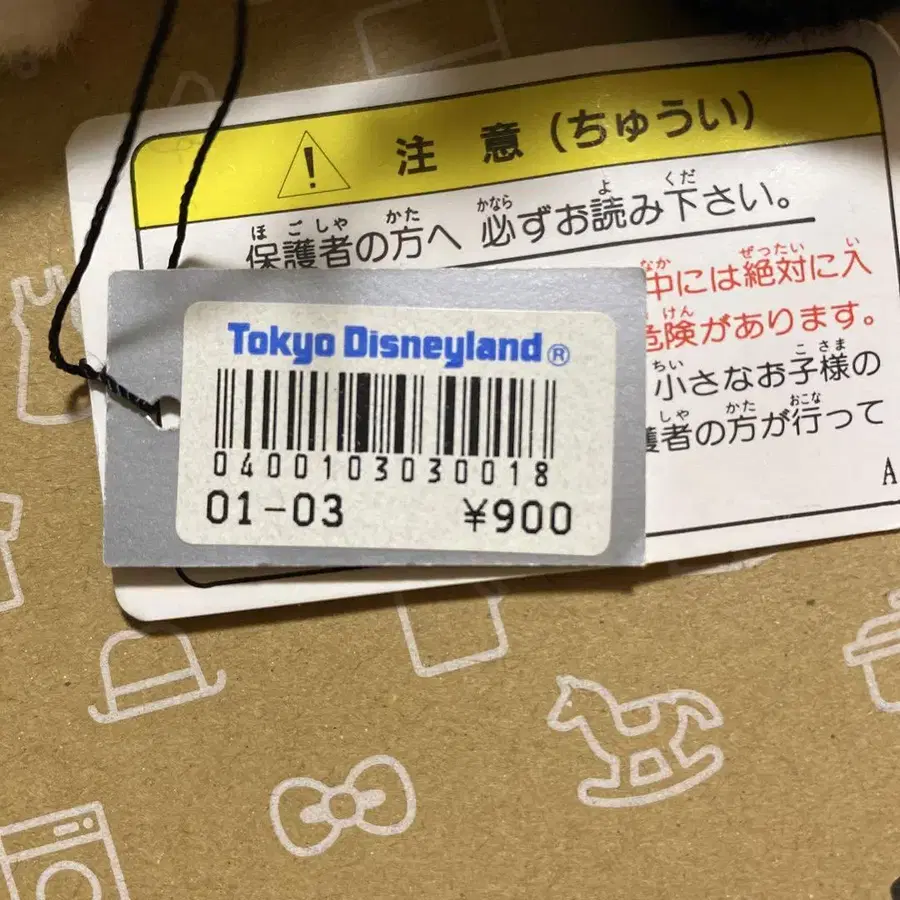 注意（ちゅうい）
保護者の方へ 必ずお読み下さい。
ほごしゃ かた かなら よ くだ
中には絶対に入
なか ぜったい い
危険があります。
けん
小さなお子様の
ちい こさま
護者の方が行って
しゃ かた おこな
A
Tokyo Disneyland®
0400103030018
01-03 ¥900